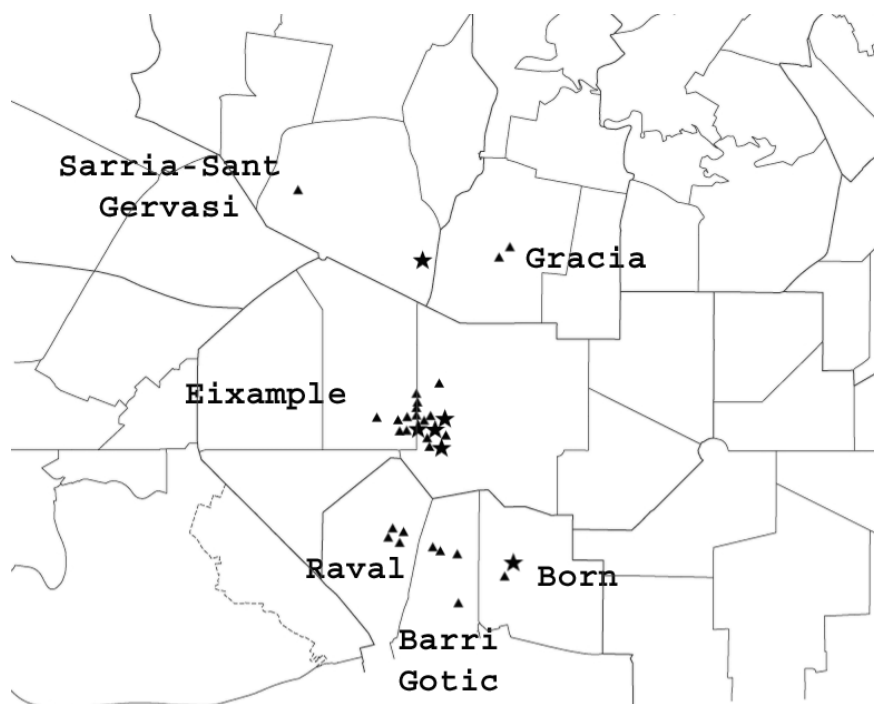 Sarria-Sant
Gervasi
Gracia
Eixample
Raval
Born
Barri
Gotic